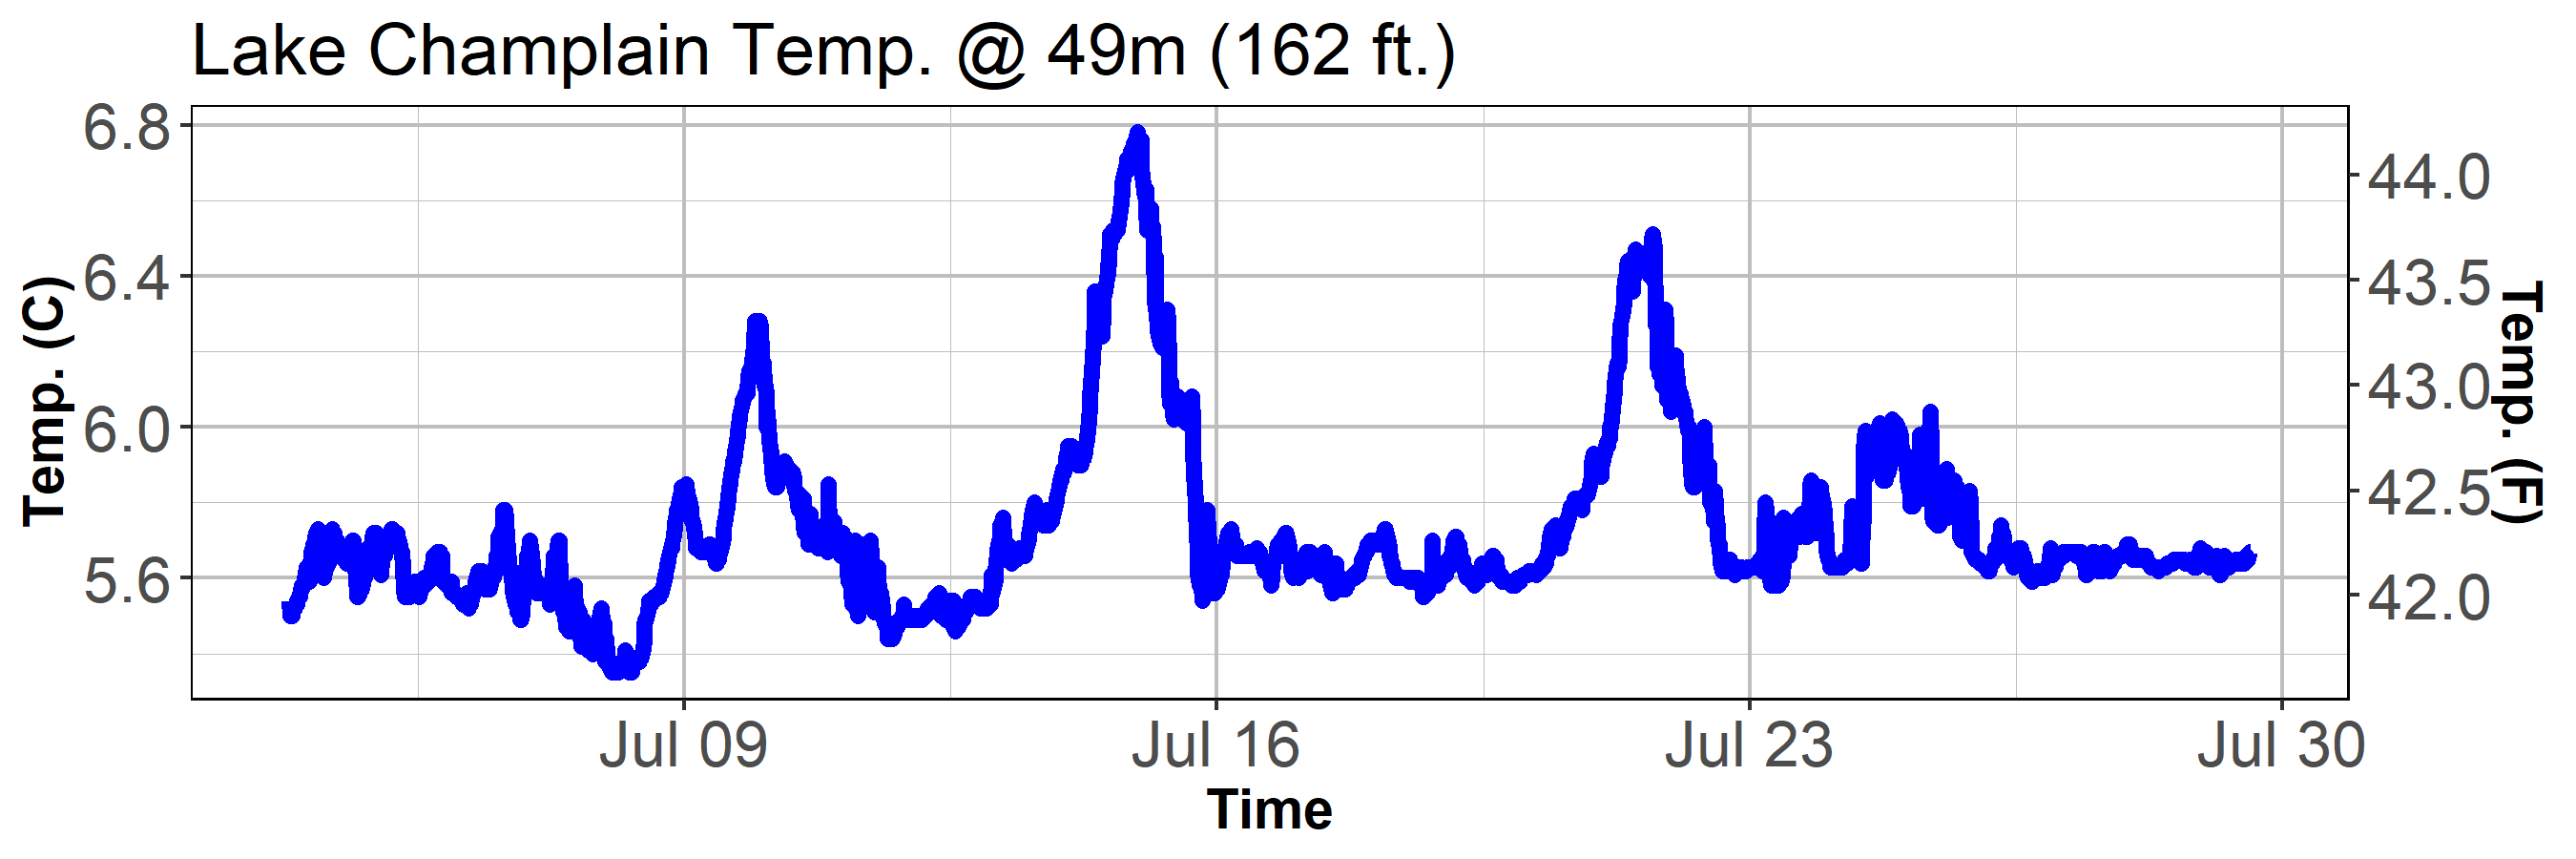 Lake Champlain Temp. @ 49m (162 ft.)
6.8
6.4
6.0
5.6
Temp. (C)
44.0
43.5
43.0
42.5
42.0
Temp. (F)
Jul 09
Jul 16
Jul 23
Jul 30
Time